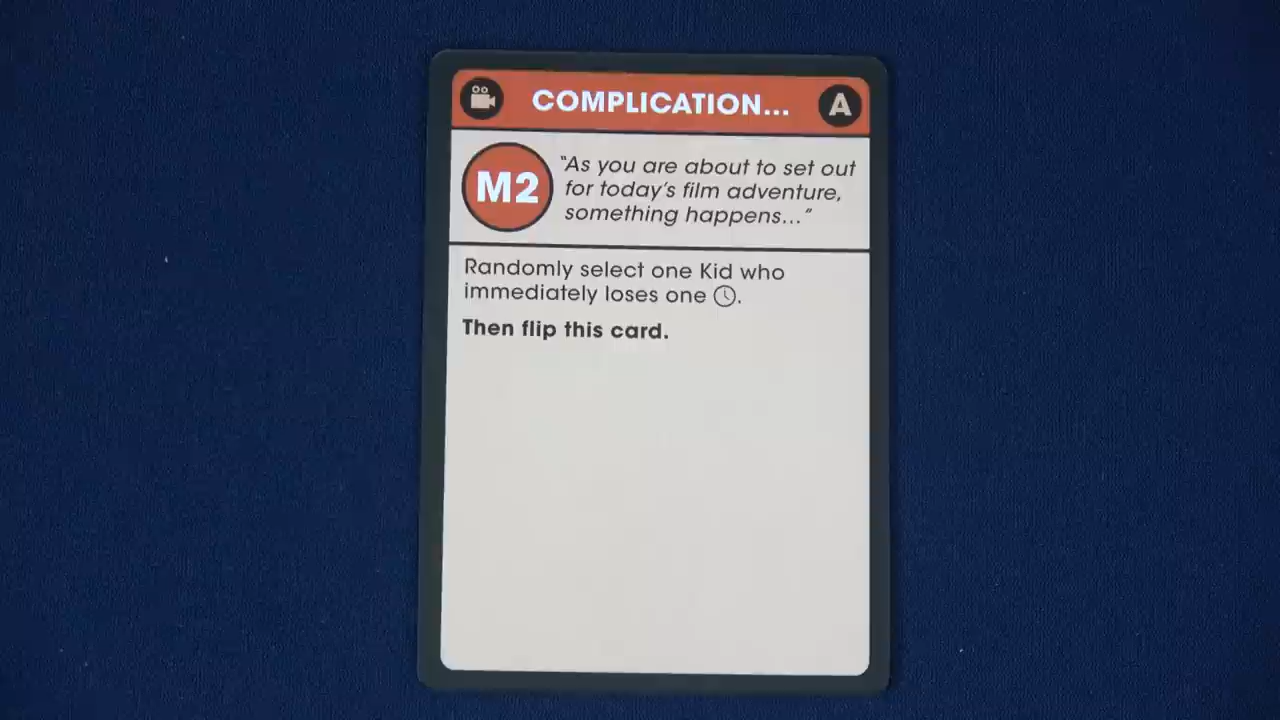 COMPLICATION...
A
M2
"As you are about to set out
for today's film adventure,
something happens..."
Randomly select one Kid who
immediately loses one .
Then flip this card.